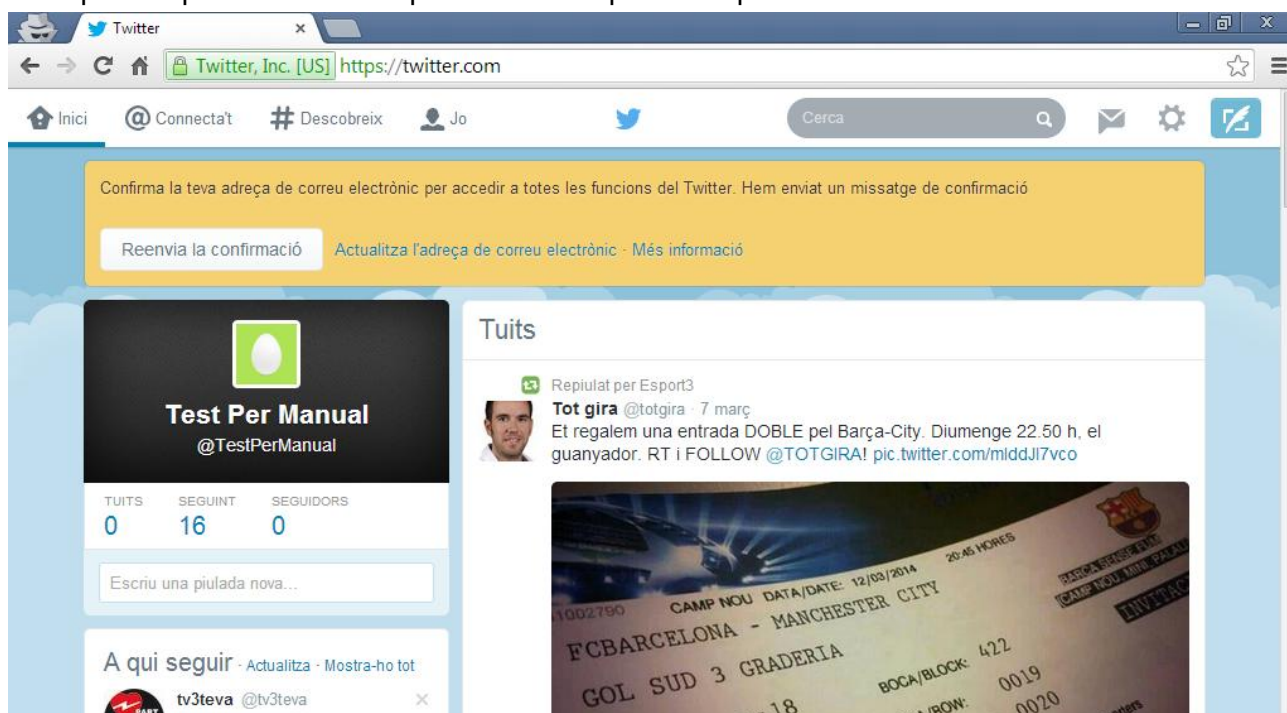 Twitter
Twitter, Inc. [US] https://twitter.com
Inici Connecta't Descobreix Jo Cerca
Confirma la teva adreça de correu electrònic per accedir a totes les funcions del Twitter. Hem enviat un missatge de confirmació
Reenvia la confirmació Actualitza l'adreça de correu electrònic · Més informació
Test Per Manual
@TestPerManual
TUITS SEGUINT SEGUIDORS
0 16 0
Escriu una piulada nova...
A qui seguir · Actualitza · Mostra-ho tot
tv3teva @tv3teva
Tuits
Repiulat per Esport3
Tot gira @totgira · 7 març
Et regalem una entrada DOBLE pel Barça-City. Diumenge 22.50 h, el
guanyador. RT i FOLLOW @TOTGIRA! pic.twitter.com/mlddJl7vco
20:45 HORES
CAMP NOU DATA/DATE: 12/03/2014
FCBARCELONA - MANCHESTER CITY
GOL SUD 3 GRADERIA
BOCA/BLOCK: 422
18 0019
0020